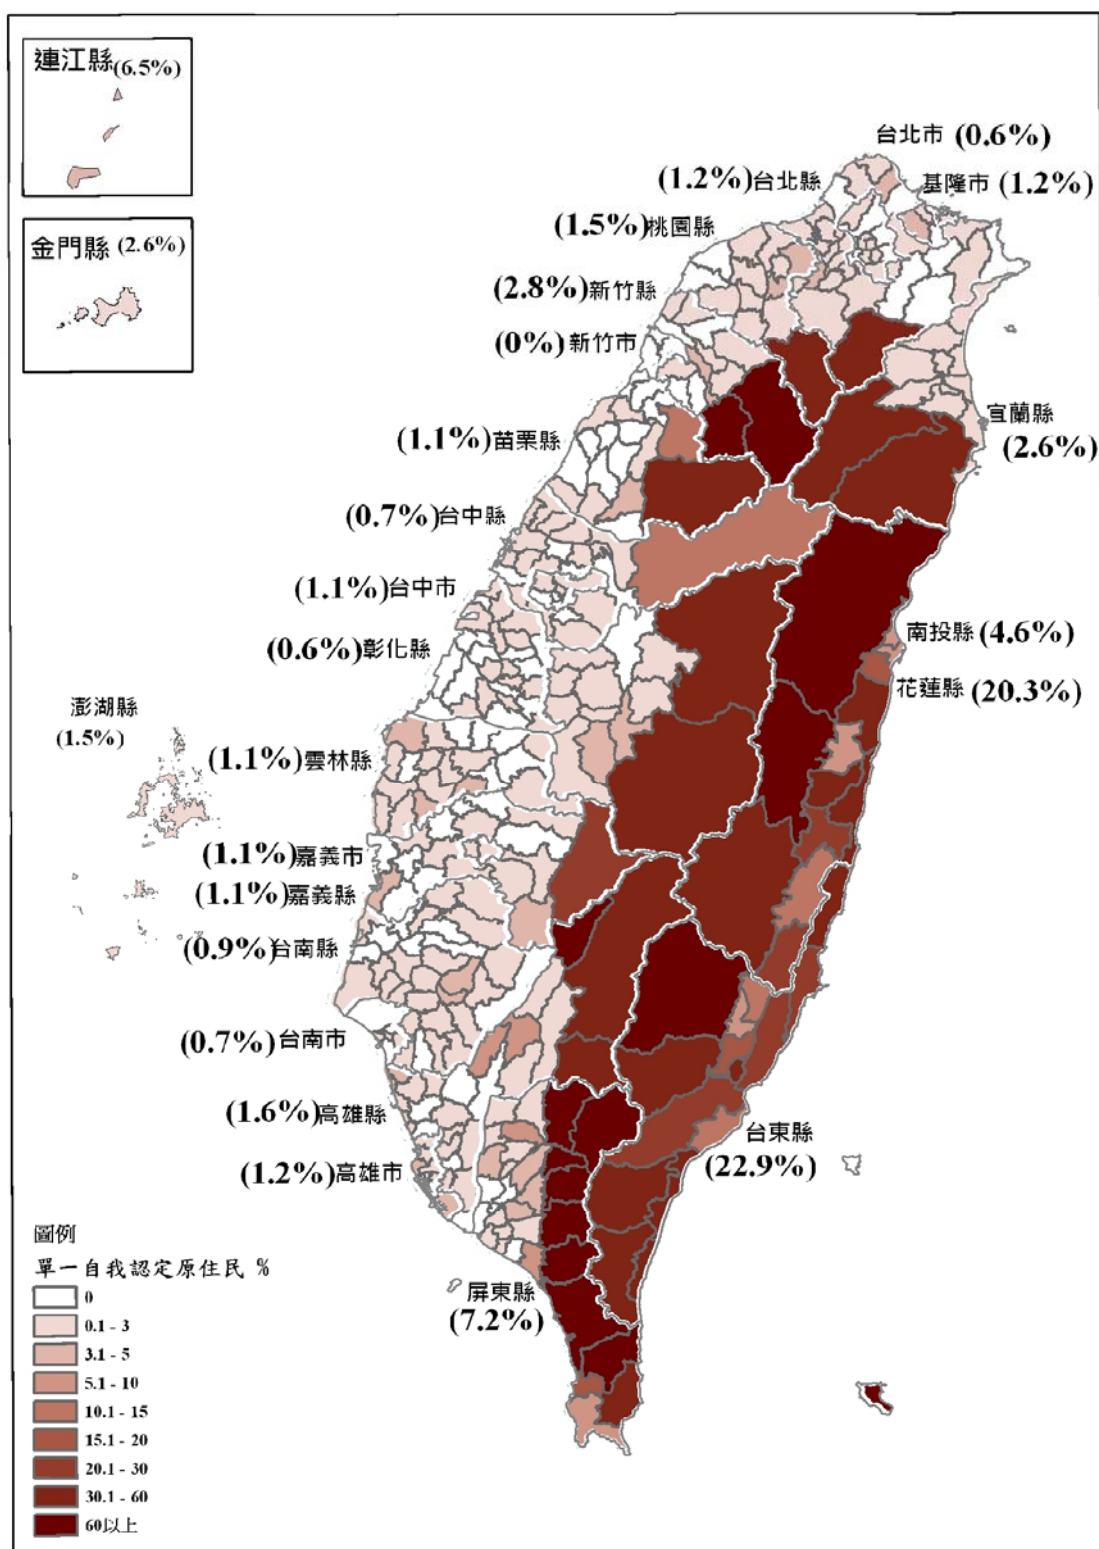 連江縣(6.5%)
金門縣 (2.6%)
台北市 (0.6%)
(1.2%)台北縣
基隆市 (1.2%)
(1.5%)桃園縣
(2.8%)新竹縣
(0%) 新竹市
宜蘭縣
(2.6%)
(1.1%)苗栗縣
(0.7%)台中縣
(1.1%)台中市
(0.6%)彰化縣
南投縣(4.6%)
花蓮縣(20.3%)
澎湖縣
(1.5%)
(1.1%)雲林縣
(1.1%)嘉義市
(1.1%)嘉義縣
(0.9%)台南縣
(0.7%)台南市
(1.6%)高雄縣
台東縣
(22.9%)
(1.2%)高雄市
屏東縣
(7.2%)
圖例
單一自我認定原住民 %
0
0.1 - 3
3.1 - 5
5.1 - 10
10.1 - 15
15.1 - 20
20.1 - 30
30.1 - 60
60以上